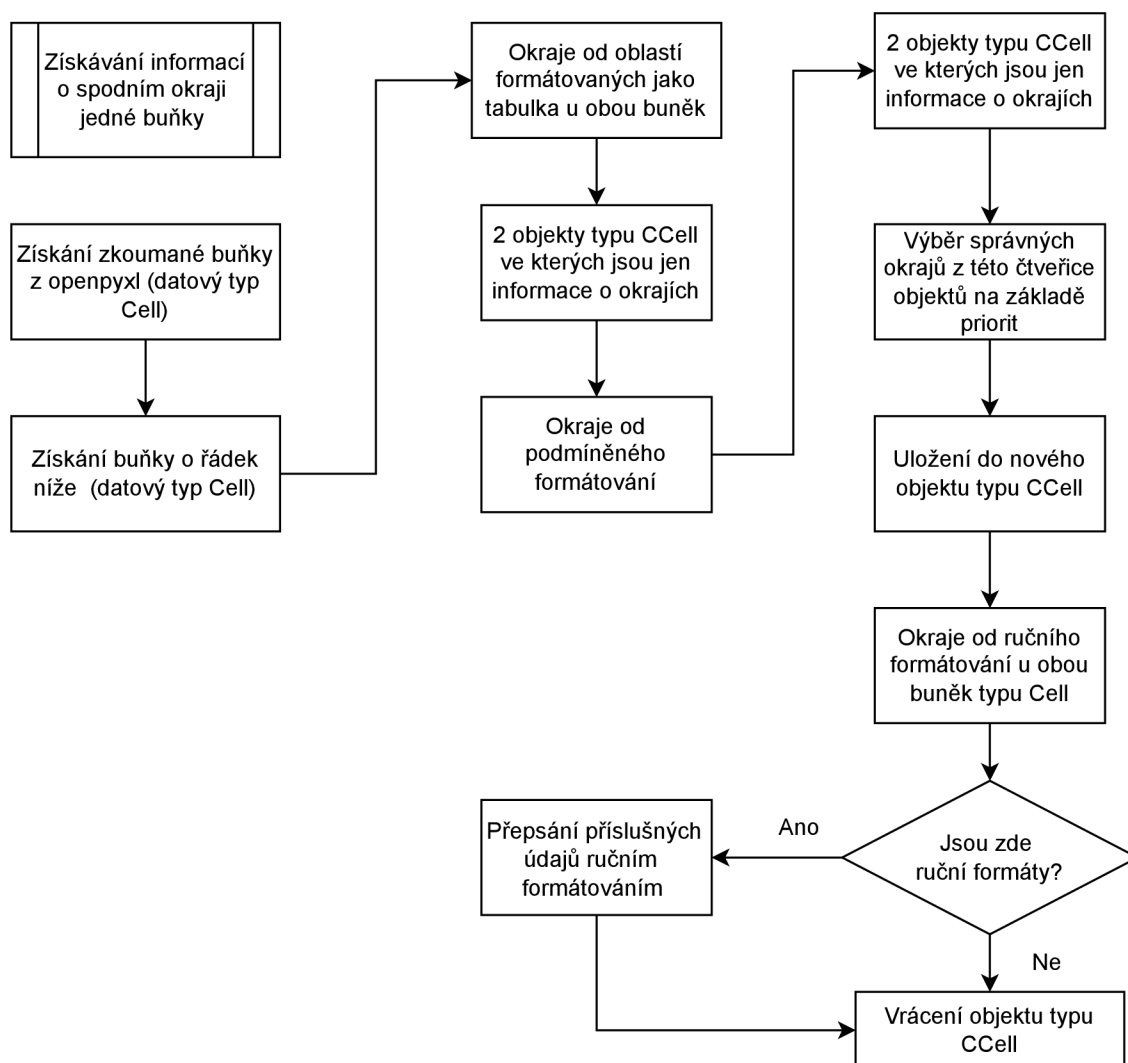 Získávání informací
o spodním okraji
jedné buňky
Získání zkoumané buňky
z openpyxl (datový typ
Cell)
Získání buňky o řádek
níže  (datový typ Cell)
Okraje od oblastí
formátovaných jako
tabulka u obou buněk
2 objekty typu CCell
ve kterých jsou jen
informace o okrajích
Okraje od
podmíněného
formátování
2 objekty typu CCell
ve kterých jsou jen
informace o okrajích
Výběr správných
okrajů z této čtveřice
objektů na základě
priorit
Uložení do nového
objektu typu CCell
Okraje od ručního
formátování u obou
buněk typu Cell
Jsou zde
ruční formáty?
Ano
Přepsání příslušných
údajů ručním
formátováním
Ne
Vrácení objektu typu
CCell